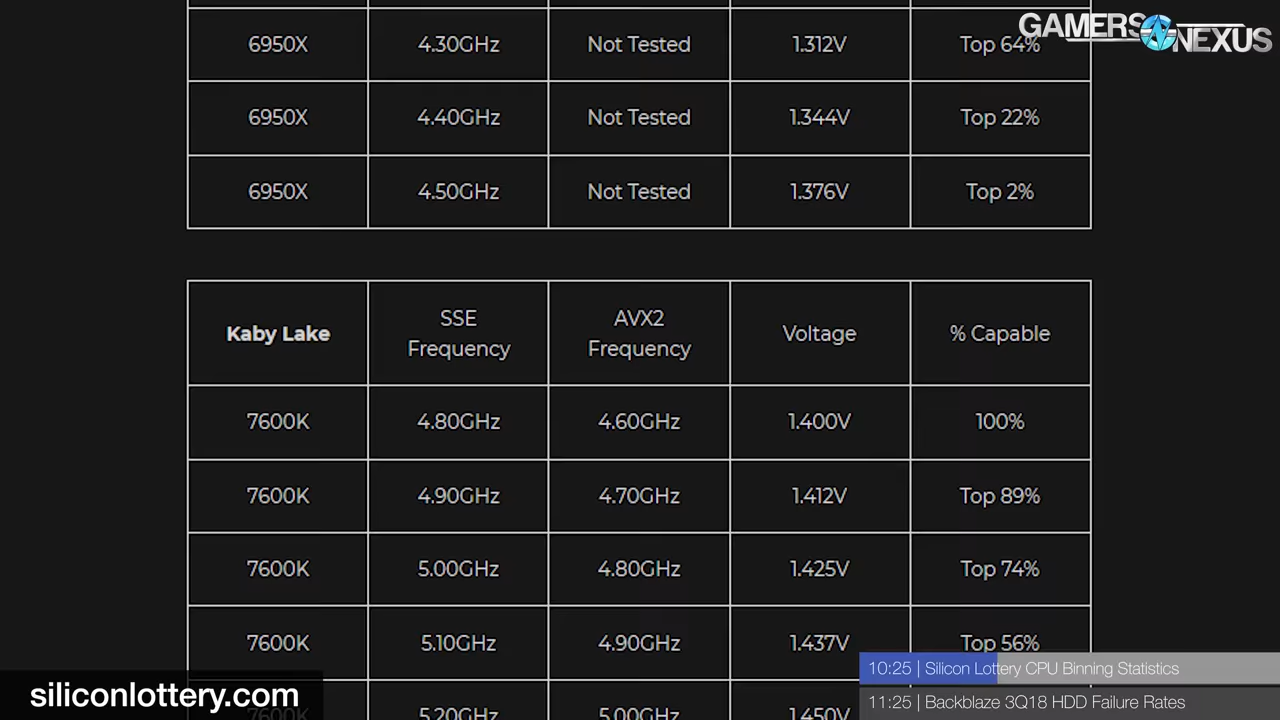 GAMERS NEXUS
6950X 4.30GHz Not Tested 1.312V Top 64%
6950X 4.40GHz Not Tested 1.344V Top 22%
6950X 4.50GHz Not Tested 1.376V Top 2%
Kaby Lake SSE Frequency AVX2 Frequency Voltage % Capable
7600K 4.80GHz 4.60GHz 1.400V 100%
7600K 4.90GHz 4.70GHz 1.412V Top 89%
7600K 5.00GHz 4.80GHz 1.425V Top 74%
7600K 5.10GHz 4.90GHz 1.437V Top 56%
7600K 5.20GHz 5.00GHz 1.450V
siliconlottery.com
10:25 | Silicon Lottery CPU Binning Statistics
11:25 | Backblaze 3Q18 HDD Failure Rates